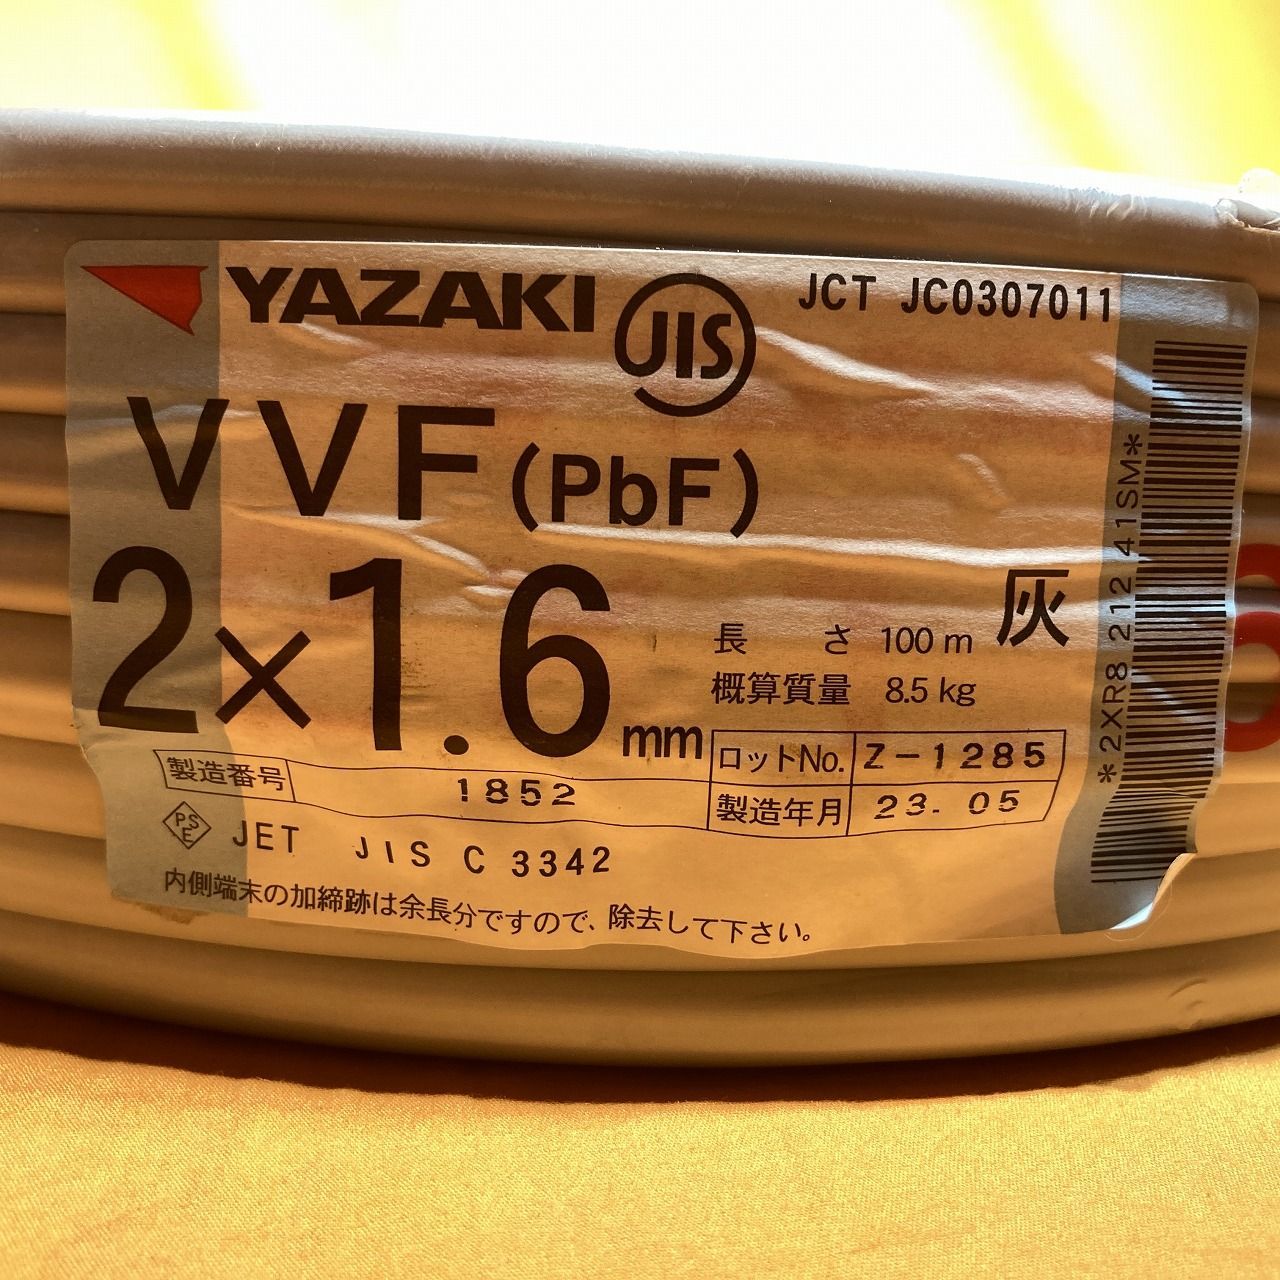 YAZAKI JIS JCT JC0307011
VVF (PbF)
2×1.6 mm
長さ 100 m 灰
概算質量 8.5 kg
ロットNo. Z-1285
製造番号 1852
製造年月 23. 05
PSE JET JIS C 3342
内側端末の加締跡は余長分ですので、除去して下さい。
*2XR8 212 41SM*